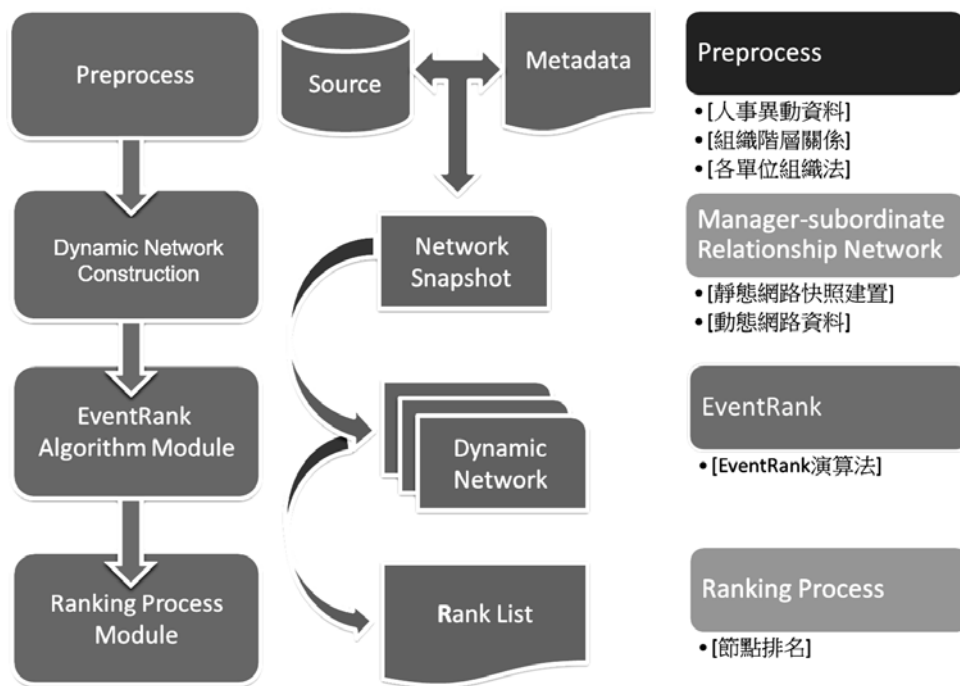 Preprocess
Dynamic Network
Construction
EventRank
Algorithm Module
Ranking Process
Module
Source
Metadata
Network
Snapshot
Dynamic
Network
Rank List
Preprocess
•[人事異動資料]
•[組織階層關係]
•[各單位組織法]
Manager-subordinate
Relationship Network
•[靜態網路快照建置]
•[動態網路資料]
EventRank
•[EventRank演算法]
Ranking Process
•[節點排名]